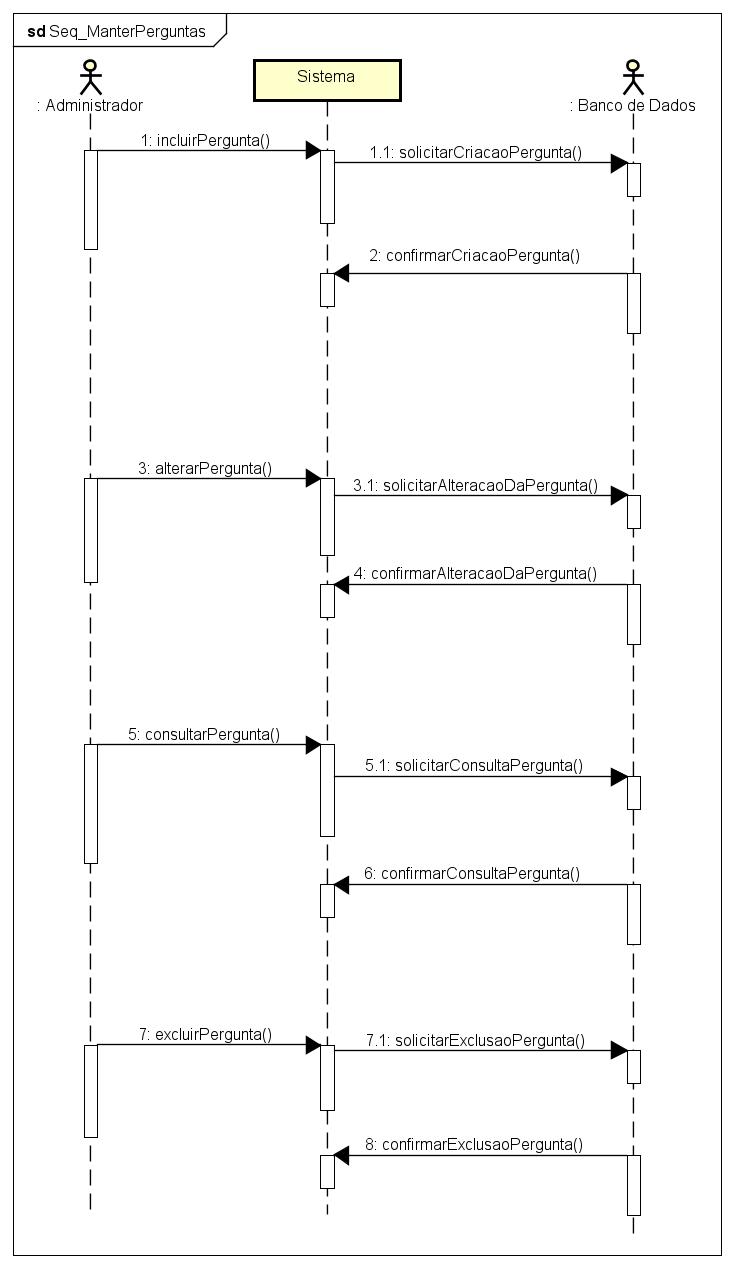 sd Seq_ManterPerguntas
Sistema
: Administrador
: Banco de Dados
1: incluirPergunta()
1.1: solicitarCriacaoPergunta()
2: confirmarCriacaoPergunta()
3: alterarPergunta()
3.1: solicitarAlteracaoDaPergunta()
4: confirmarAlteracaoDaPergunta()
5: consultarPergunta()
5.1: solicitarConsultaPergunta()
6: confirmarConsultaPergunta()
7: excluirPergunta()
7.1: solicitarExclusaoPergunta()
8: confirmarExclusaoPergunta()